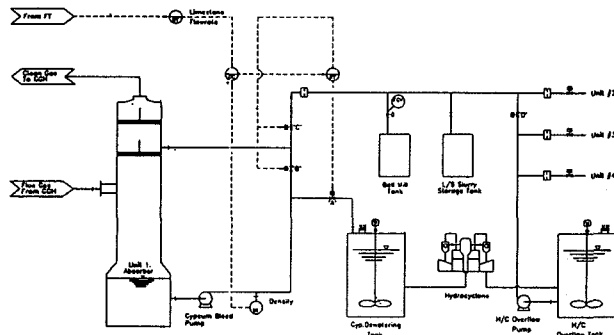 From FT
Limestone
Flowrate
Clean Gas
To GGH
"C"
"B"
Unit #2
"D"
Unit #3
Unit #4
Flue Gas
From GGH
L/S Slurry
Storage Tank
Tank
Unit 1.
Absorber
Density
Gypsum Bleed
Pump
Gyp.Dewatering
Tank
Hydrocyclone
H/C Overflow
Pump
H/C
Overflow Tank